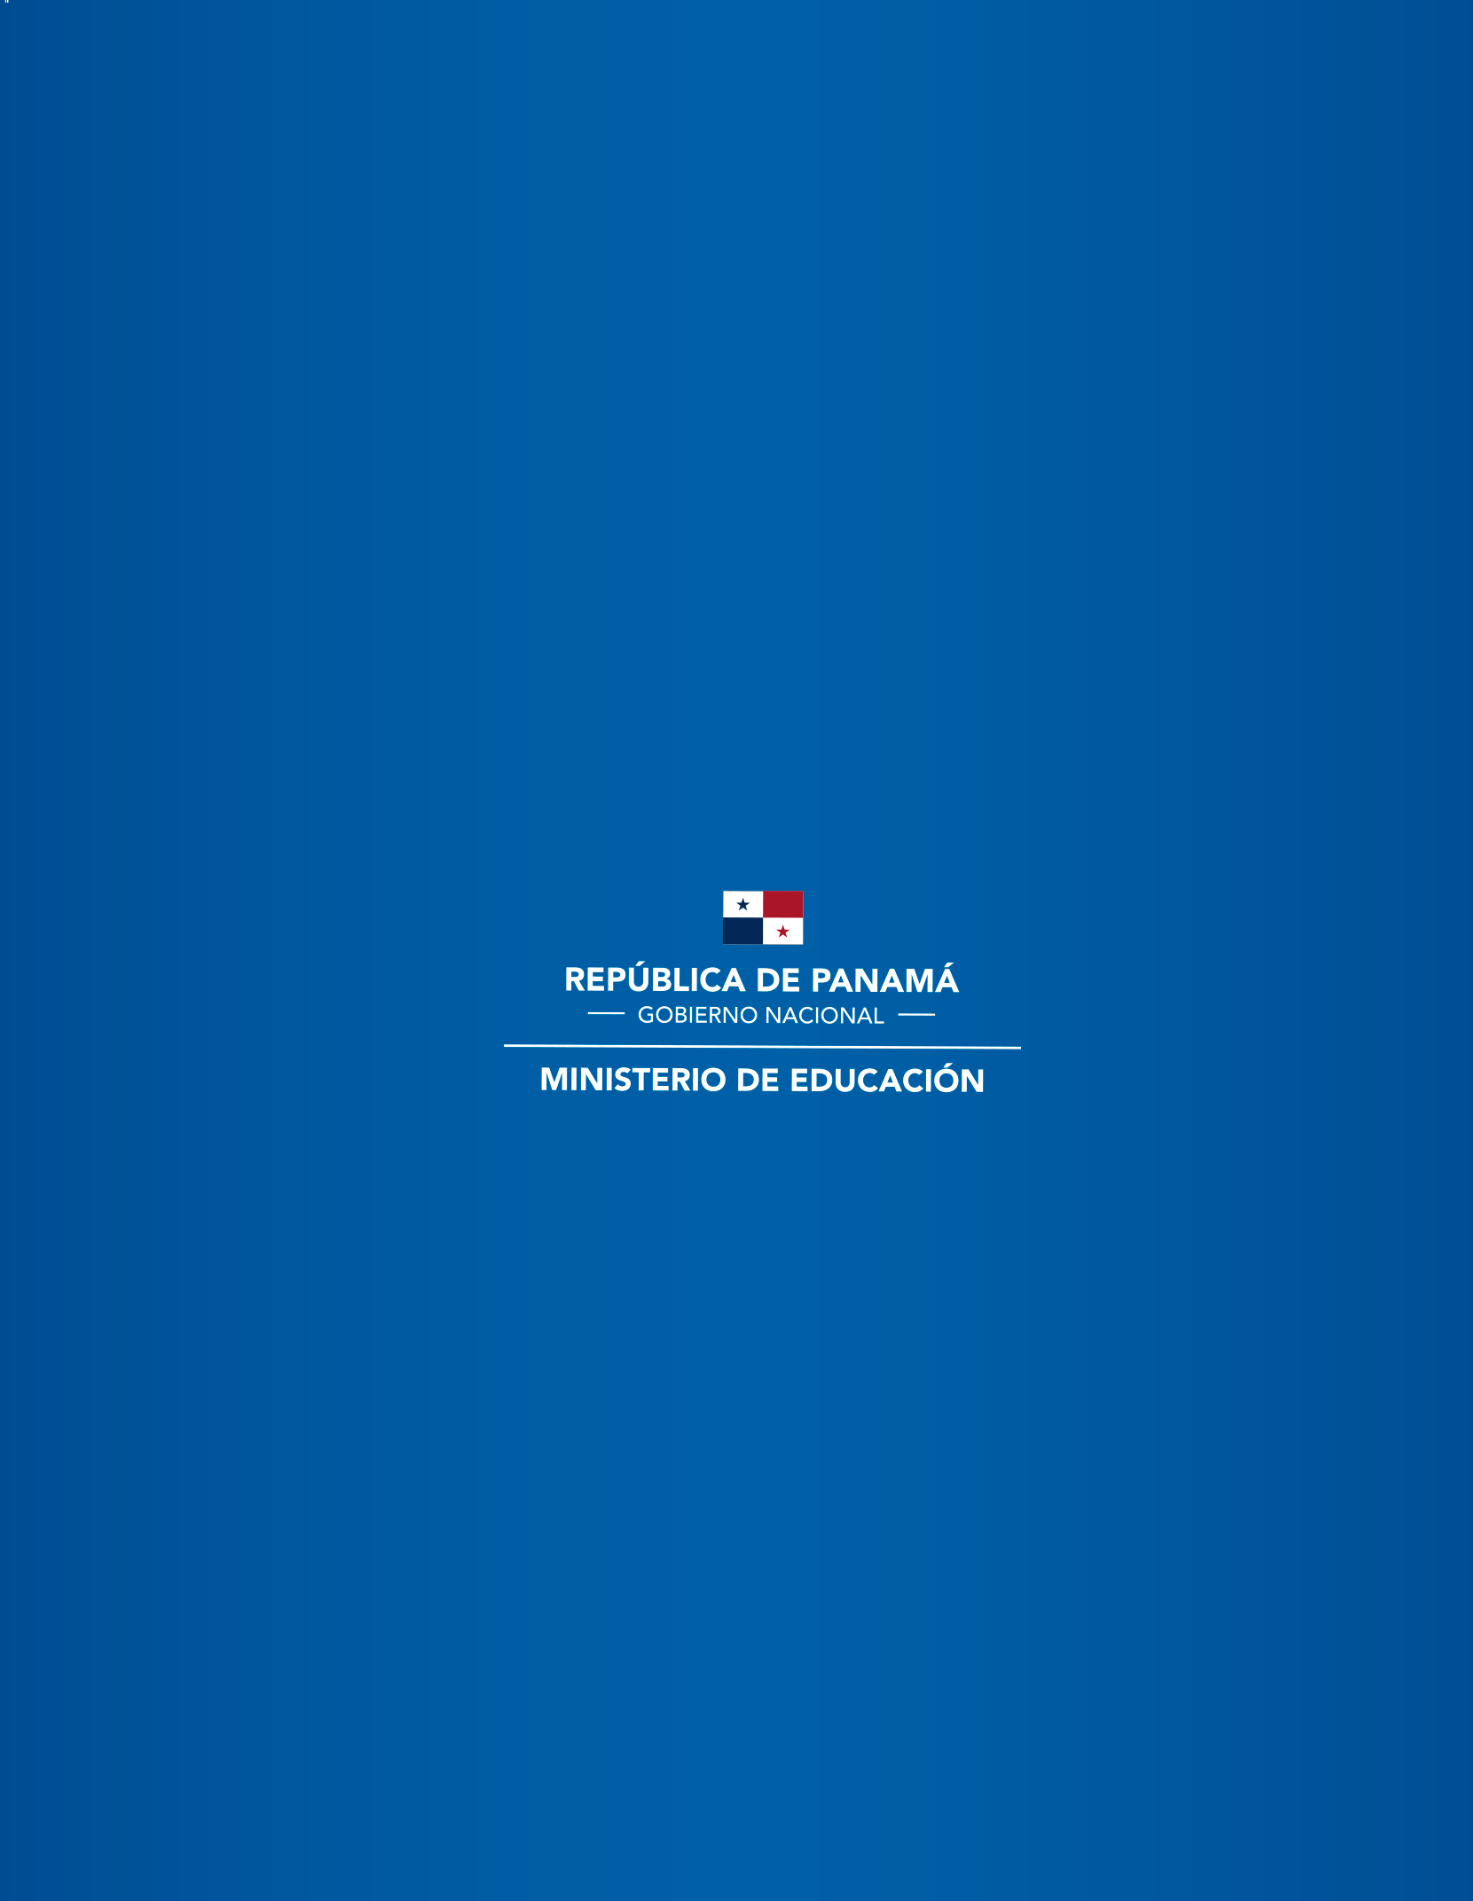 REPÚBLICA DE PANAMÁ
GOBIERNO NACIONAL
MINISTERIO DE EDUCACIÓN